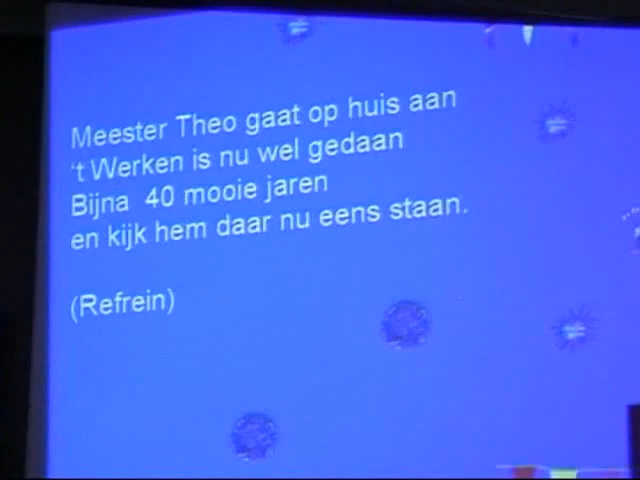 Meester Theo gaat op huis aan
‘t Werken is nu wel gedaan
Bijna 40 mooie jaren
en kijk hem daar nu eens staan.
(Refrein)